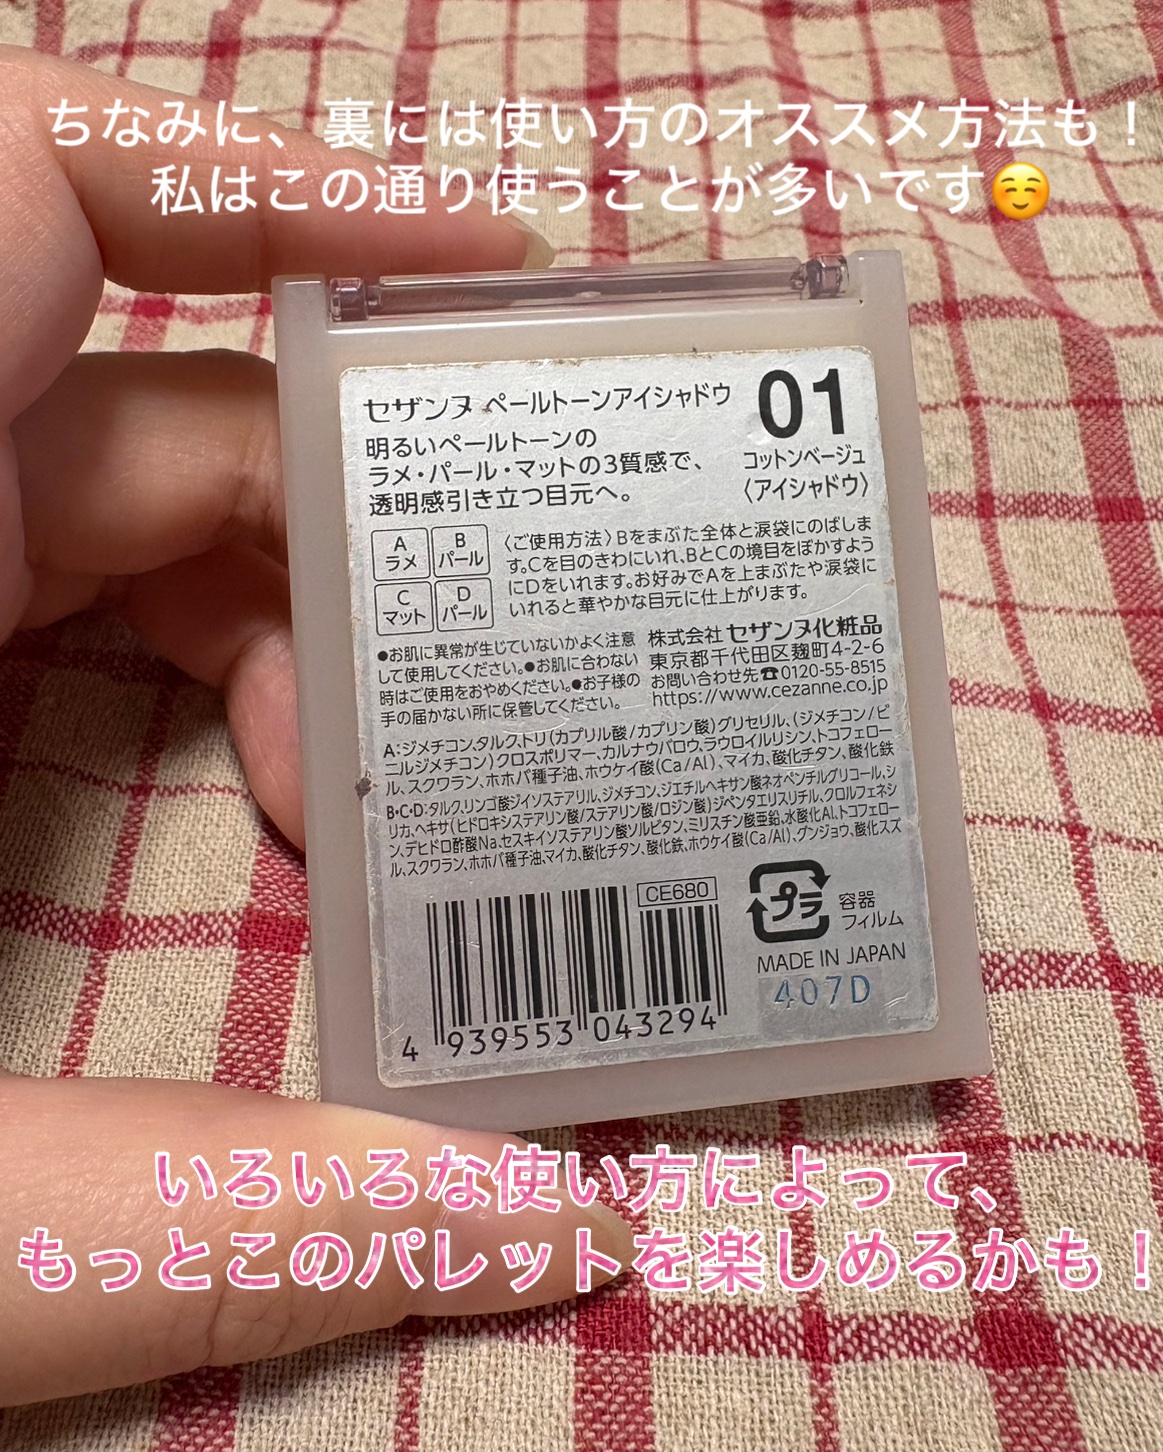 ちなみに、裏には使い方のオススメ方法も！
私はこの通り使うことが多いです☺️
セザンヌ ペールトーンアイシャドウ
01
明るいペールトーンの
ラメ・パール・マットの3質感で、
透明感引き立つ目元へ。
コットンベージュ
〈アイシャドウ〉
A
ラメ
B
パール
C
マット
D
パール
〈ご使用方法〉Bをまぶた全体と涙袋にのばしま
す。Cを目のきわにいれ、BとCの境目をぼかすよう
にDをいれます。お好みでAを上まぶたや涙袋に
いれると華やかな目元に仕上がります。
●お肌に異常が生じていないかよく注意
して使用してください。●お肌に合わない
時はご使用をおやめください。●お子様の
手の届かない所に保管してください。
株式会社 セザンヌ化粧品
東京都千代田区麹町4-2-6
お問い合わせ先☎0120-55-8515
https://www.cezanne.co.jp
A:ジメチコン、タルク、トリ(カプリル酸/カプリン酸)グリセリル、(ジメチコン/ビ
ニルジメチコン)クロスポリマー、カルナウバロウ、ラウロイルリシン、トコフェロー
ル、スクワラン、ホホバ種子油、ホウケイ酸(Ca/Al)、マイカ、酸化チタン、酸化鉄
B・C・D:タルク、リンゴ酸ジイソステアリル、ジメチコン、ジエチルヘキサン酸ネオペンチルグリコール、シ
リカ、ヘキサ(ヒドロキシステアリン酸/ステアリン酸/ロジン酸)ジペンタエリスリチル、クロルフェネシ
ン、デヒドロ酢酸Na、セスキイソステアリン酸ソルビタン、ミリスチン酸亜鉛、水酸化Al、トコフェロー
ル、スクワラン、ホホバ種子油、マイカ、酸化チタン、酸化鉄、ホウケイ酸(Ca/Al)、グンジョウ、酸化スズ
CE680
プラ
容器
フィルム
MADE IN JAPAN
407D
4 939553 043294
いろいろな使い方によって、
もっとこのパレットを楽しめるかも！